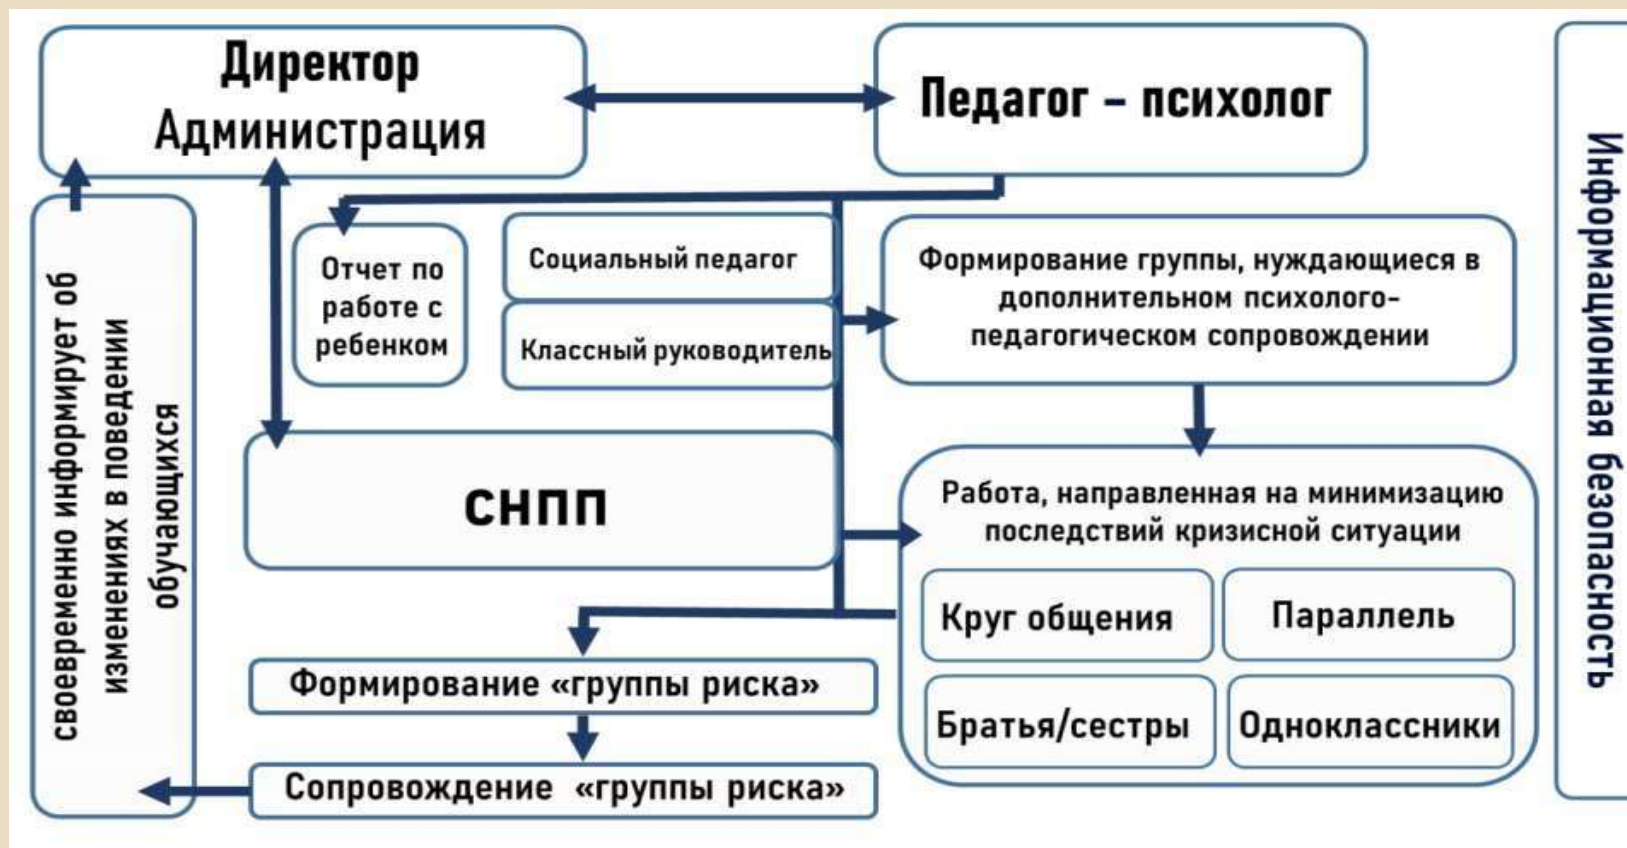 Директор
Администрация
Педагог – психолог
своевременно информирует об
изменениях в поведении
обучающихся
Отчет по
работе с
ребенком
Социальный педагог
Классный руководитель
Формирование группы, нуждающиеся в
дополнительном психолого-
педагогическом сопровождении
СНПП
Работа, направленная на минимизацию
последствий кризисной ситуации
Круг общения
Параллель
Братья/сестры
Одноклассники
Формирование «группы риска»
Сопровождение «группы риска»
Информационная безопасность